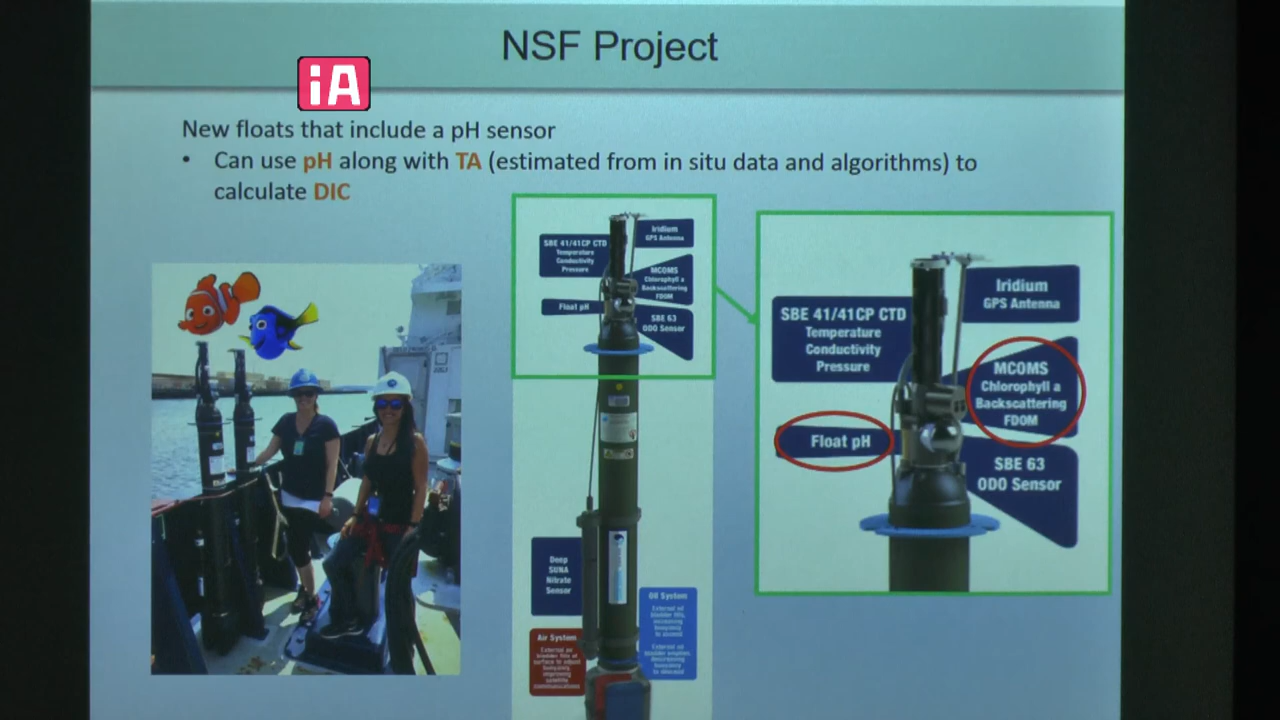 NSF Project
iA
New floats that include a pH sensor
• Can use pH along with TA (estimated from in situ data and algorithms) to
calculate DIC
SBE 41/41CP CTD
Temperature
Conductivity
Pressure
Iridium
GPS Antenna
MCOMS
Chlorophyll a
Backscattering
FDOM
Float pH
SBE 63
ODO Sensor
Deep
SUNA
Nitrate
Sensor
Air System
Oil System
SBE 41/41CP CTD
Temperature
Conductivity
Pressure
Iridium
GPS Antenna
MCOMS
Chlorophyll a
Backscattering
FDOM
Float pH
SBE 63
ODO Sensor